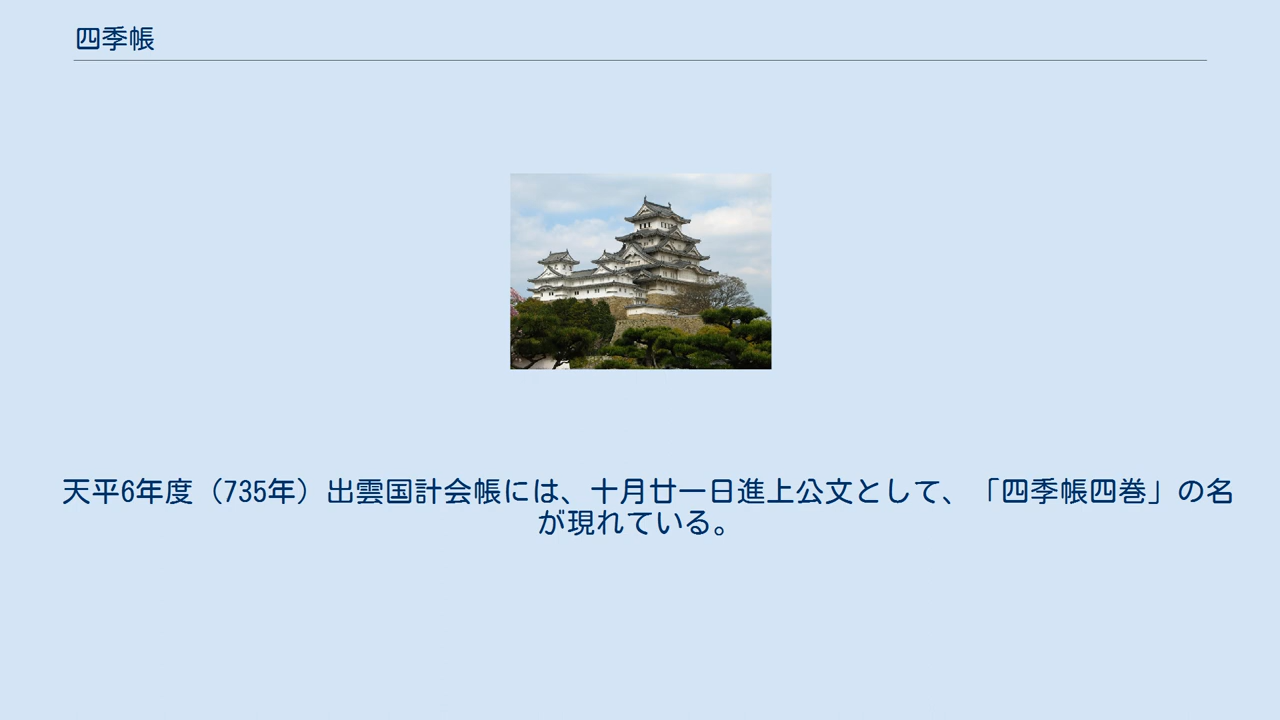 四季帳
天平6年度（735年）出雲国計会帳には、十月廿一日進上公文として、「四季帳四巻」の名
が現れている。